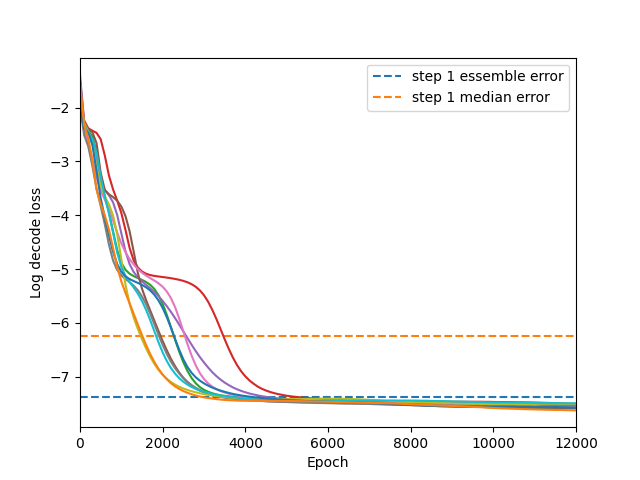 step 1 essemble error
step 1 median error
Log decode loss
−2
−3
−4
−5
−6
−7
0 2000 4000 6000 8000 10000 12000
Epoch